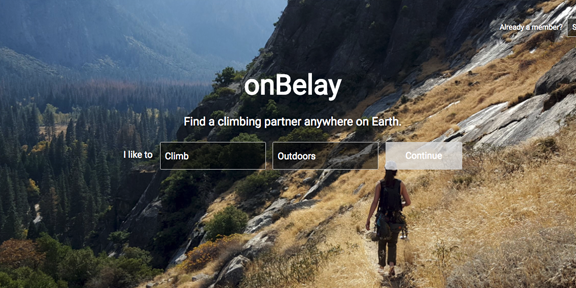 Already a member? S
onBelay
Find a climbing partner anywhere on Earth.
I like to Climb Outdoors Continue